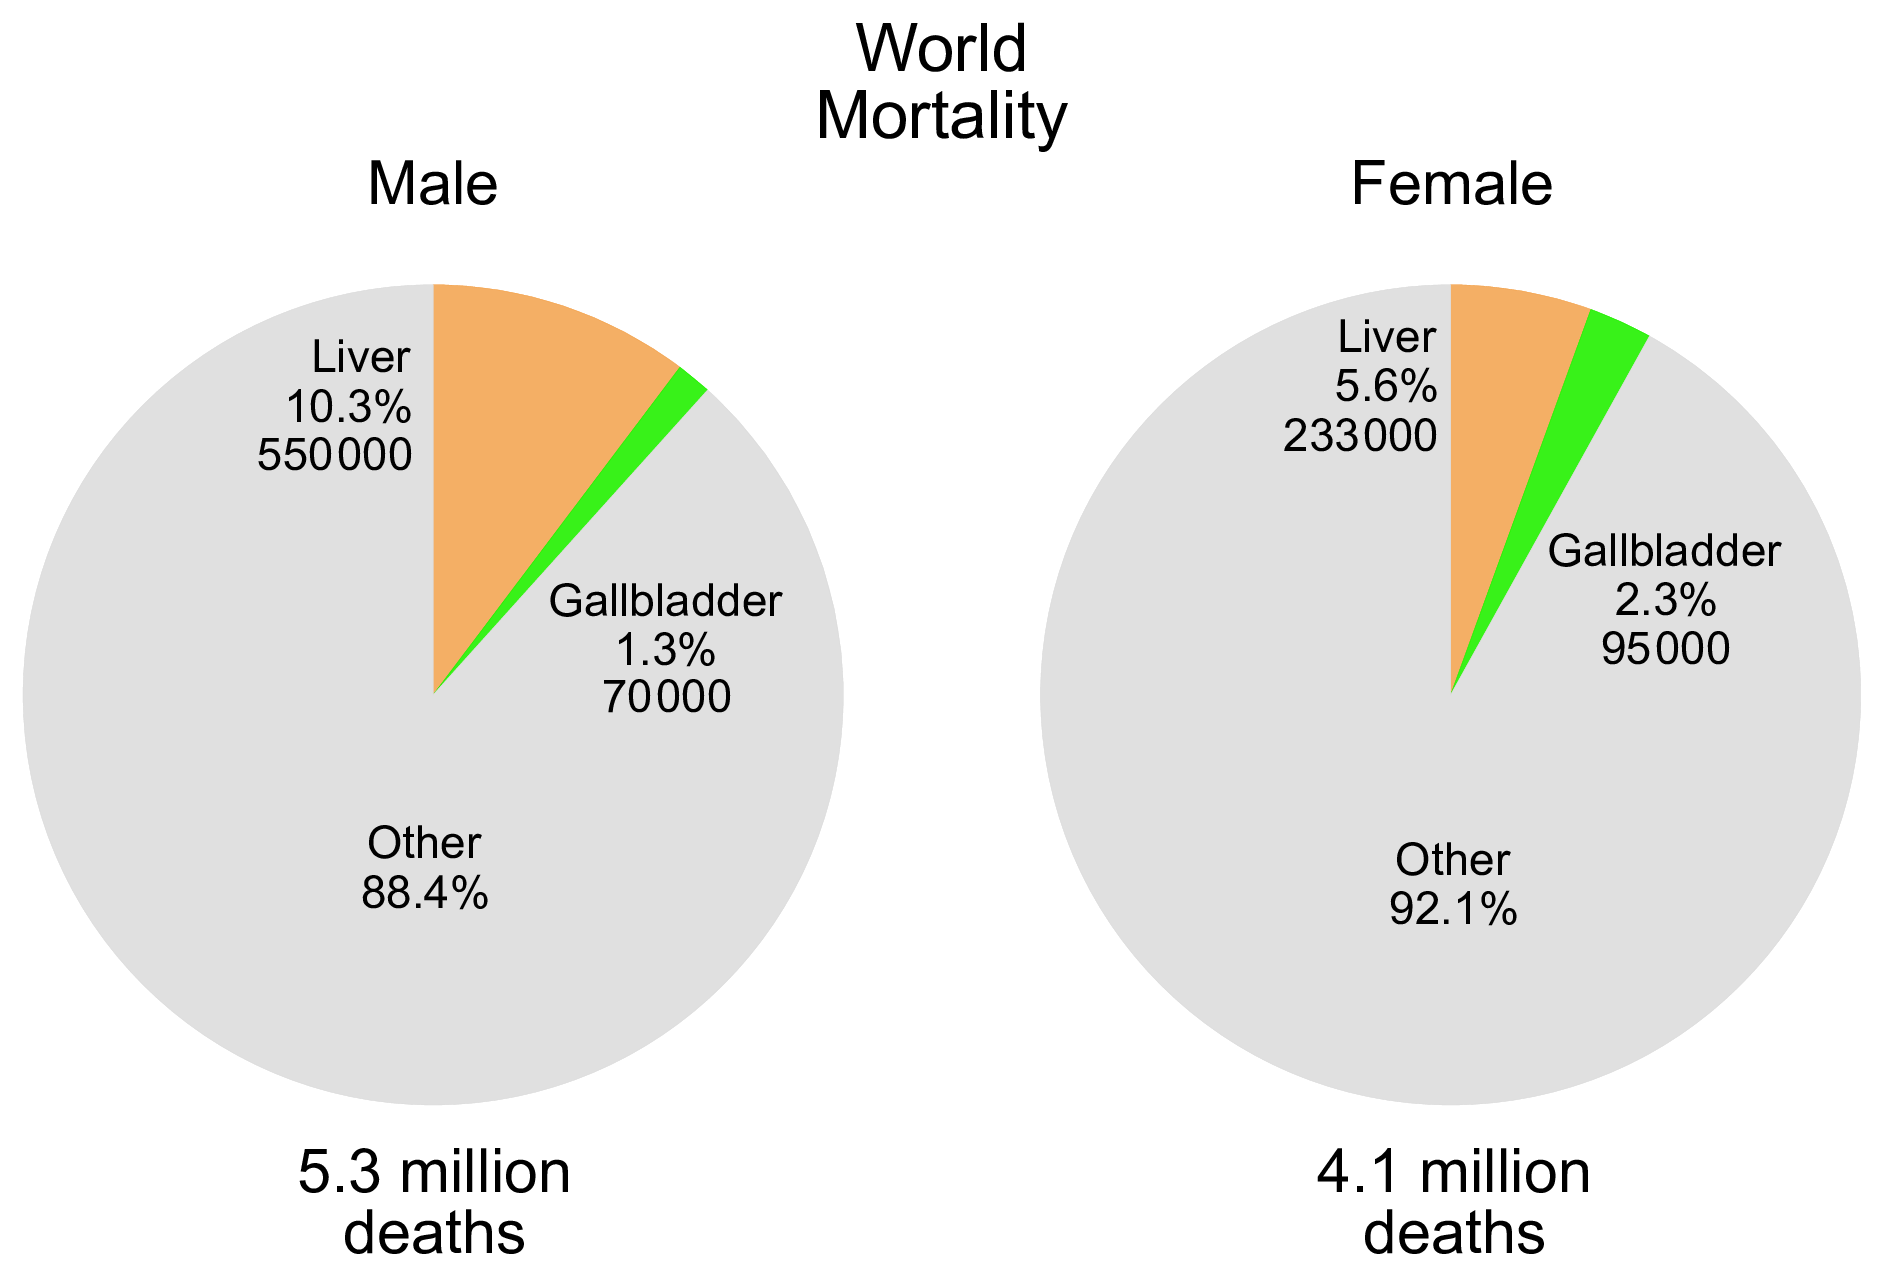 World
Mortality
Male
Liver
10.3%
550000
Gallbladder
1.3%
70000
Other
88.4%
5.3 million
deaths
Female
Liver
5.6%
233000
Gallbladder
2.3%
95000
Other
92.1%
4.1 million
deaths